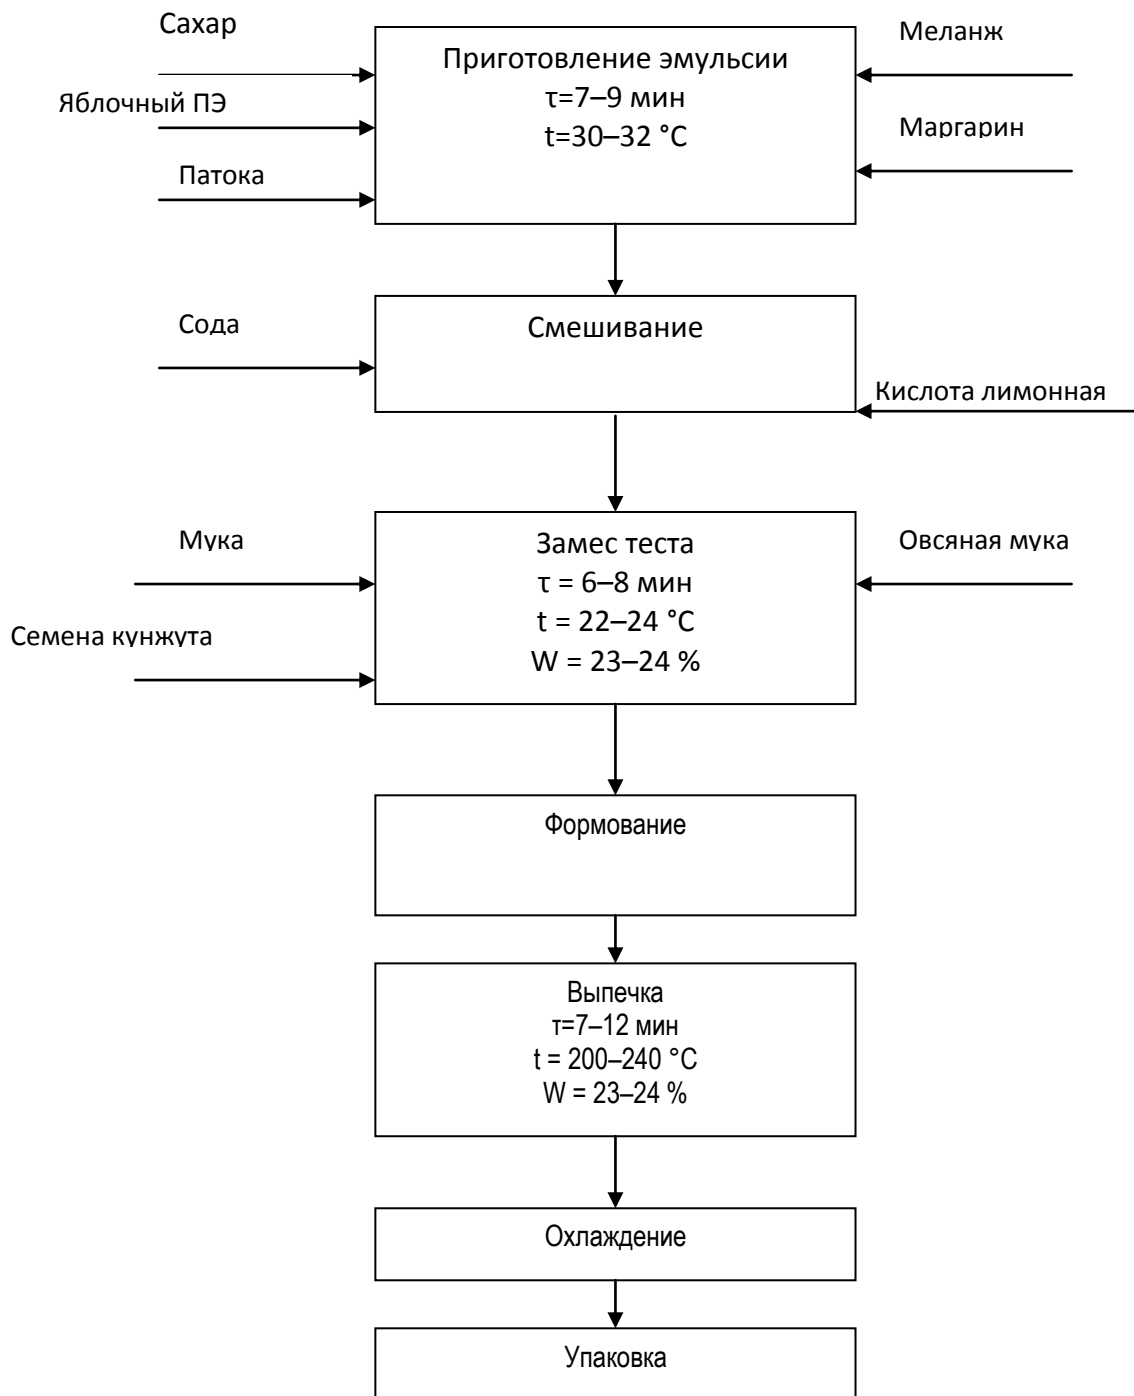 Сахар
Меланж
Приготовление эмульсии
τ=7–9 мин
t=30–32 °С
Яблочный ПЭ
Маргарин
Патока
Сода
Смешивание
Кислота лимонная
Мука
Овсяная мука
Замес теста
τ = 6–8 мин
t = 22–24 °С
W = 23–24 %
Семена кунжута
Формование
Выпечка
τ=7–12 мин
t = 200–240 °С
W = 23–24 %
Охлаждение
Упаковка